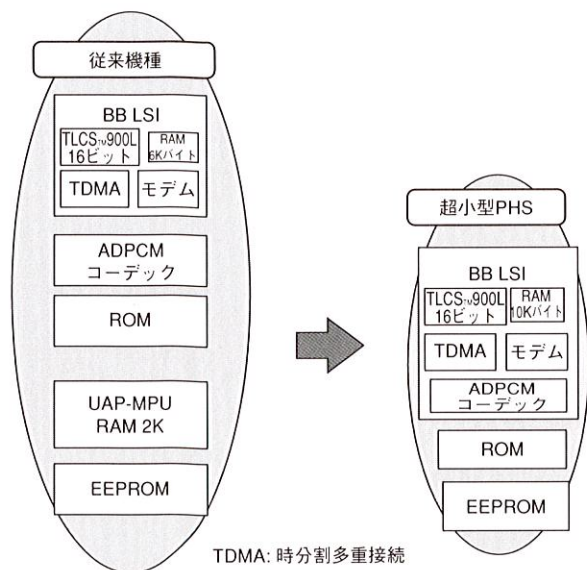 従来機種
BB LSI
TLCS™900L
16ビット
RAM
6Kバイト
TDMA
モデム
ADPCM
コーデック
ROM
UAP-MPU
RAM 2K
EEPROM
超小型PHS
BB LSI
TLCS™900L
16ビット
RAM
10Kバイト
TDMA
モデム
ADPCM
コーデック
ROM
EEPROM
TDMA: 時分割多重接続